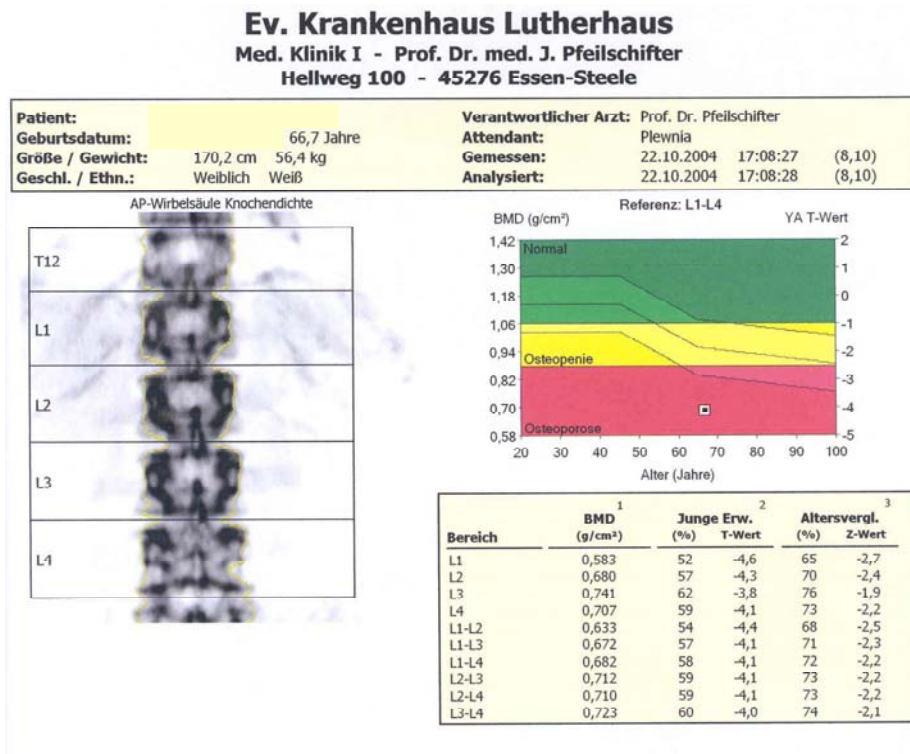 Ev. Krankenhaus Lutherhaus
Med. Klinik I - Prof. Dr. med. J. Pfeilschifter
Hellweg 100 - 45276 Essen-Steele
Patient:
Geburtsdatum: 66,7 Jahre
Größe / Gewicht: 170,2 cm 56,4 kg
Geschl. / Ethn.: Weiblich Weiß
Verantwortlicher Arzt: Prof. Dr. Pfeilschifter
Attendant: Plewnia
Gemessen: 22.10.2004 17:08:27 (8,10)
Analysiert: 22.10.2004 17:08:28 (8,10)
AP-Wirbelsäule Knochendichte
T12
L1
L2
L3
L4
Referenz: L1-L4
BMD (g/cm²) YA T-Wert
1,42 Normal 2
1,30 1
1,18 0
1,06 -1
0,94 Osteopenie -2
0,82 -3
0,70 -4
0,58 Osteoporose -5
20 30 40 50 60 70 80 90 100
Alter (Jahre)
1 2 3
BMD Junge Erw. Altersvergl.
Bereich (g/cm²) (%) T-Wert (%) Z-Wert
L1 0,583 52 -4,6 65 -2,7
L2 0,680 57 -4,3 70 -2,4
L3 0,741 62 -3,8 76 -1,9
L4 0,707 59 -4,1 73 -2,2
L1-L2 0,633 54 -4,4 68 -2,5
L1-L3 0,672 57 -4,1 71 -2,3
L1-L4 0,682 58 -4,1 72 -2,2
L2-L3 0,712 59 -4,1 73 -2,2
L2-L4 0,710 59 -4,1 73 -2,2
L3-L4 0,723 60 -4,0 74 -2,1